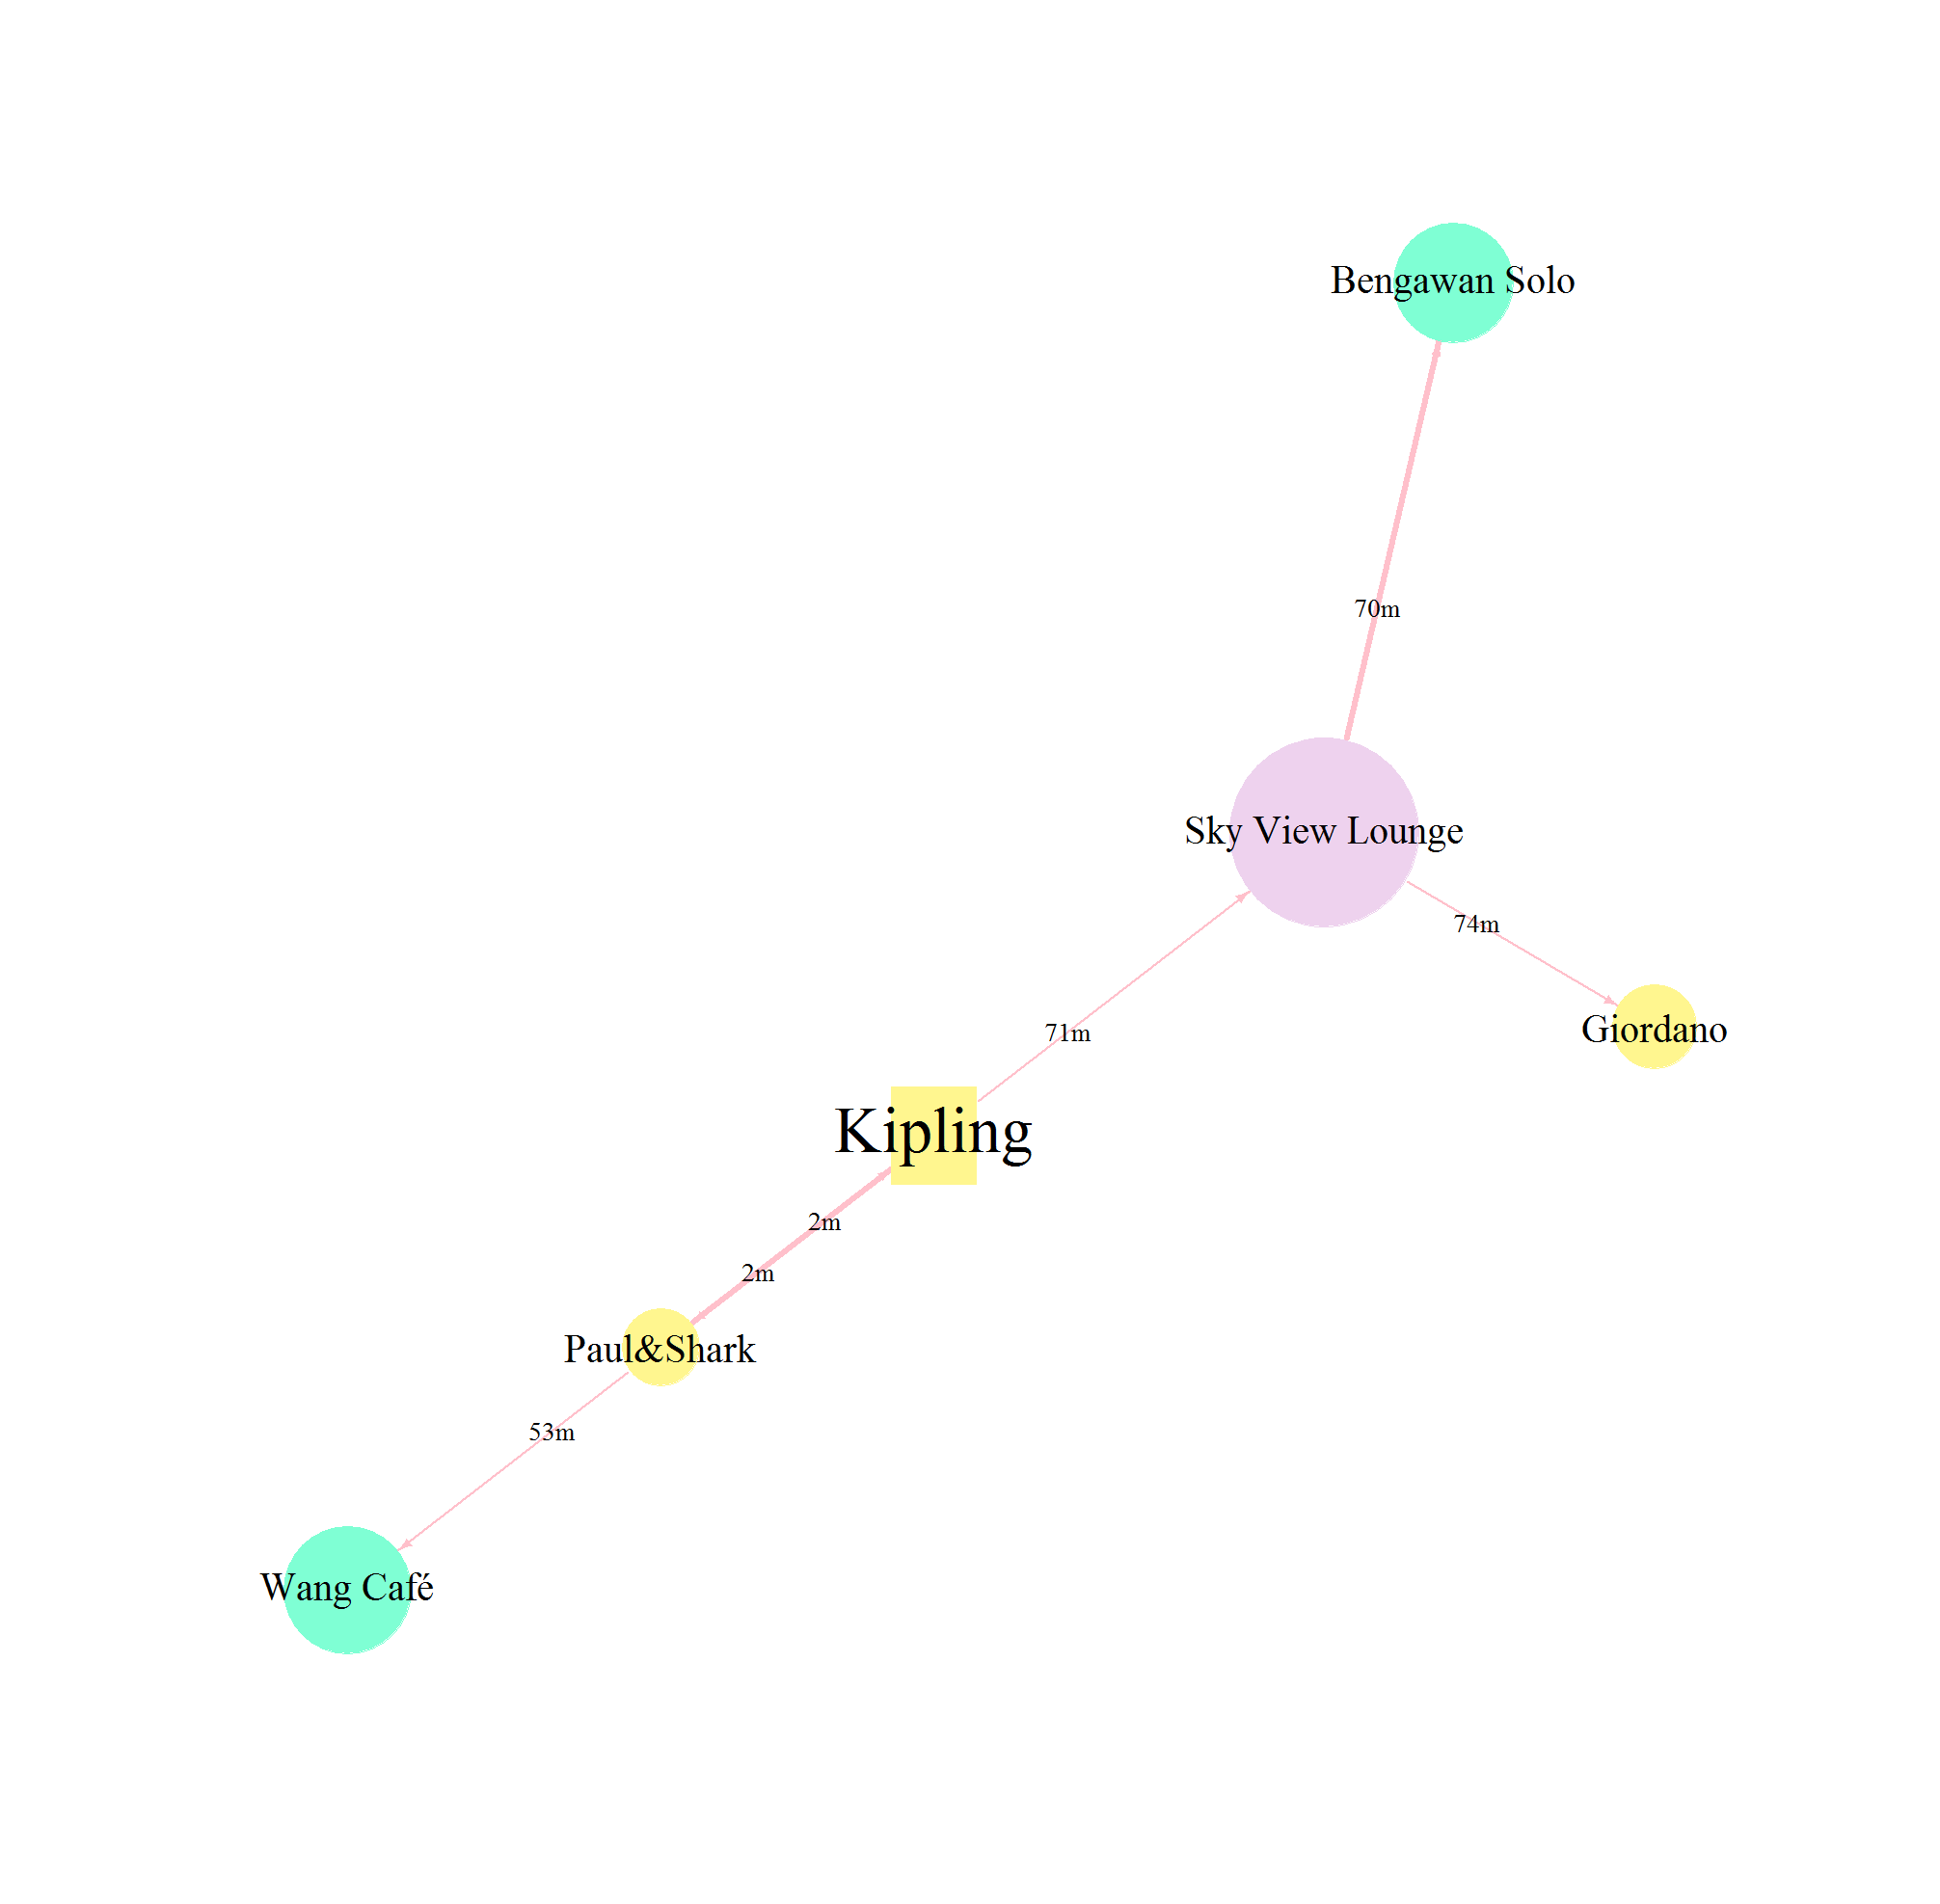 Bengawan Solo
70m
Sky View Lounge
74m
Giordano
71m
Kipling
2m
2m
Paul&Shark
53m
Wang Café